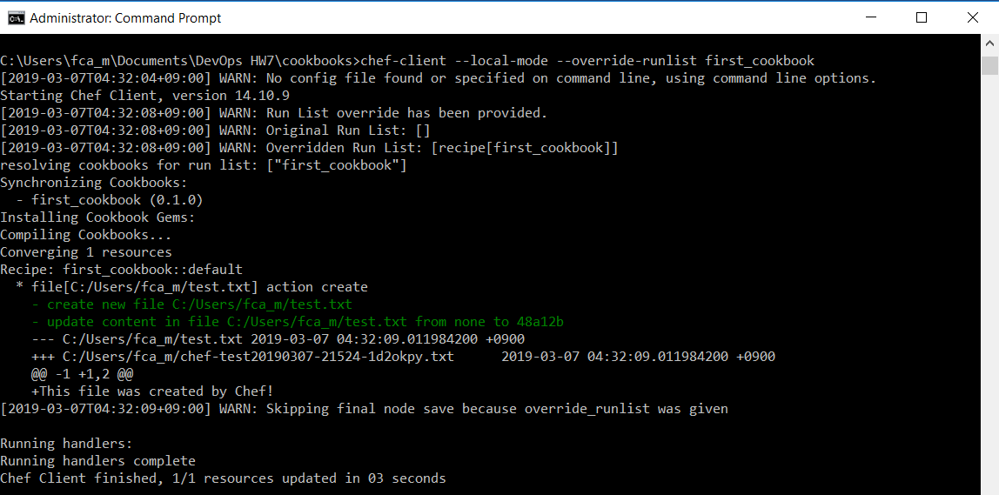 Administrator: Command Prompt
C:\Users\fca_m\Documents\DevOps HW7\cookbooks>chef-client --local-mode --override-runlist first_cookbook
[2019-03-07T04:32:04+09:00] WARN: No config file found or specified on command line, using command line options.
Starting Chef Client, version 14.10.9
[2019-03-07T04:32:08+09:00] WARN: Run List override has been provided.
[2019-03-07T04:32:08+09:00] WARN: Original Run List: []
[2019-03-07T04:32:08+09:00] WARN: Overridden Run List: [recipe[first_cookbook]]
resolving cookbooks for run list: ["first_cookbook"]
Synchronizing Cookbooks:
  - first_cookbook (0.1.0)
Installing Cookbook Gems:
Compiling Cookbooks...
Converging 1 resources
Recipe: first_cookbook::default
  * file[C:/Users/fca_m/test.txt] action create
    - create new file C:/Users/fca_m/test.txt
    - update content in file C:/Users/fca_m/test.txt from none to 48a12b
    --- C:/Users/fca_m/test.txt 2019-03-07 04:32:09.011984200 +0900
    +++ C:/Users/fca_m/chef-test20190307-21524-1d2okpy.txt      2019-03-07 04:32:09.011984200 +0900
    @@ -1 +1,2 @@
    +This file was created by Chef!
[2019-03-07T04:32:09+09:00] WARN: Skipping final node save because override_runlist was given
Running handlers:
Running handlers complete
Chef Client finished, 1/1 resources updated in 03 seconds